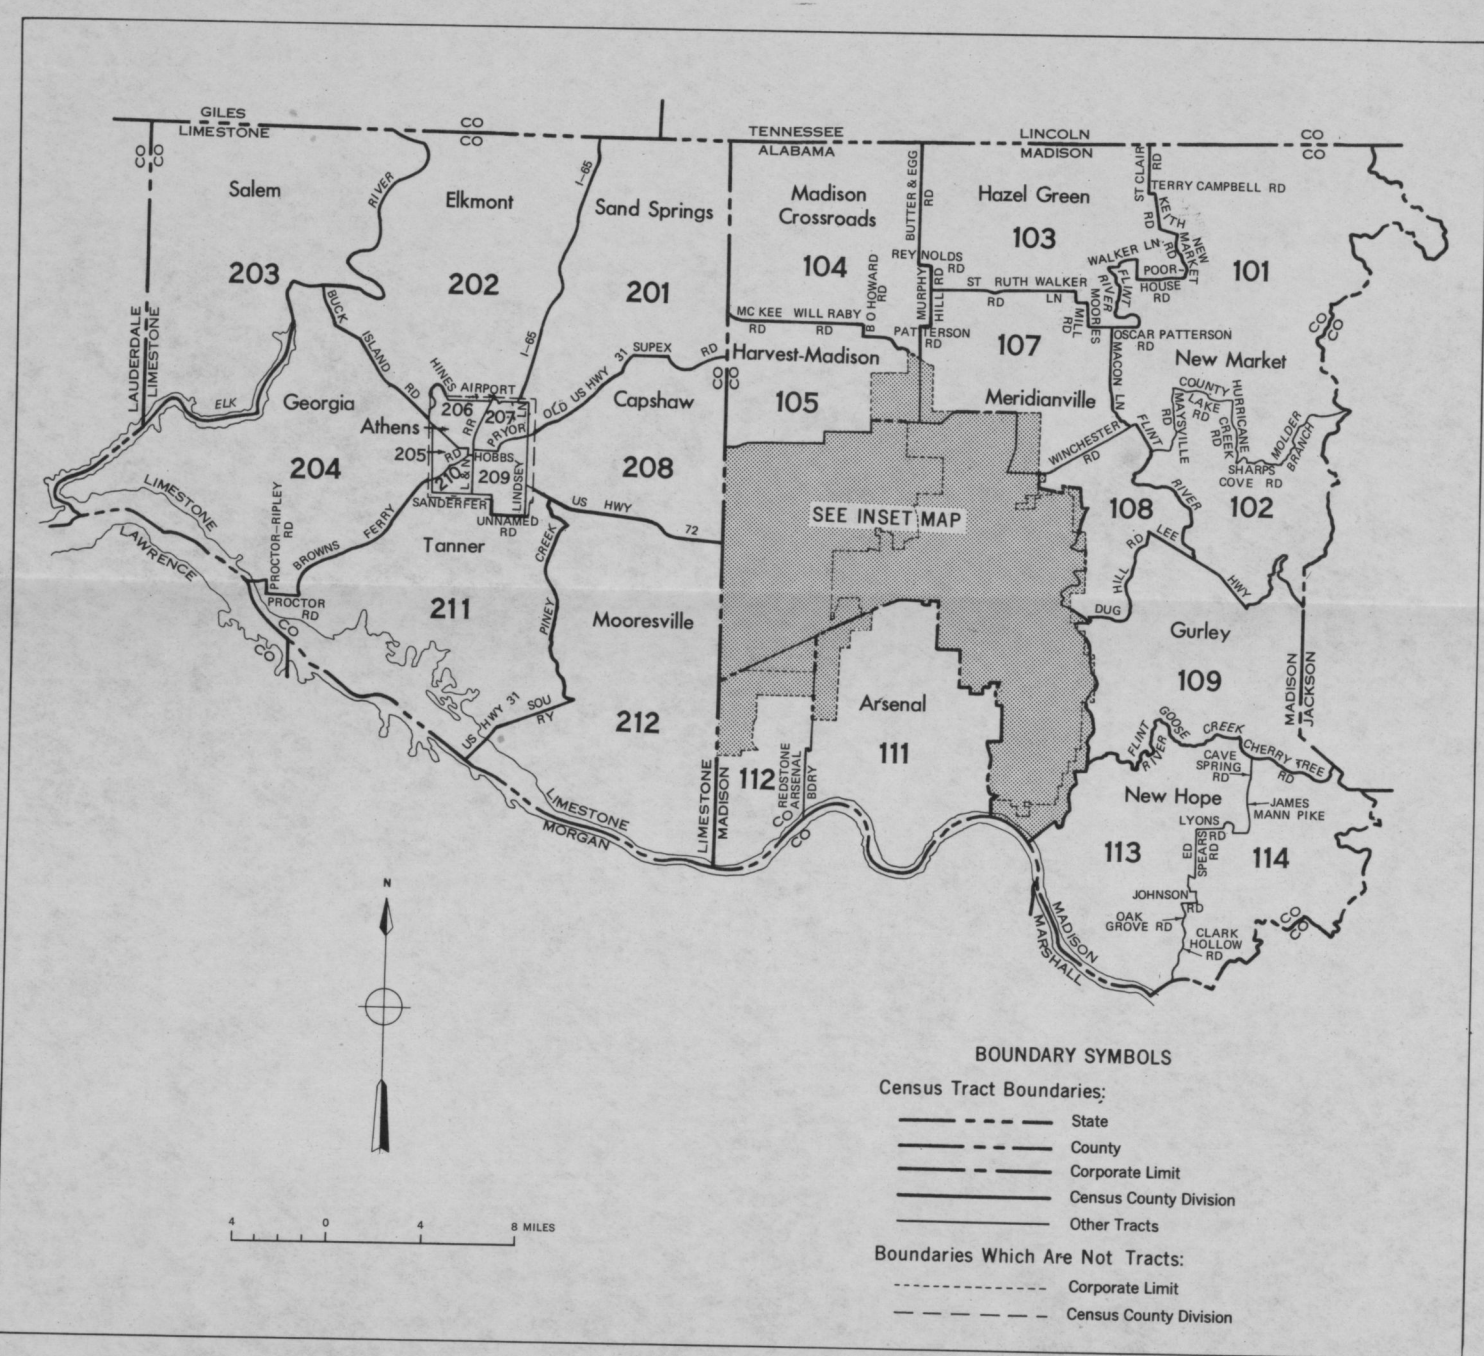 GILES
LIMESTONE
CO
CO
TENNESSEE
ALABAMA
LINCOLN
MADISON
CO
CO
CO
CO
Salem
203
RIVER
Elkmont
202
I-65
I-65
Sand Springs
201
Madison
Crossroads
104
BUTTER & EGG
RD
Hazel Green
103
ST CLAIR
RD
TERRY CAMPBELL RD
KEITH
RD
NEW
MARKET
RD
WALKER LN
POOR
HOUSE
RD
101
FLINT
RIVER
REYNOLDS
RD
B O HOWARD
RD
MURPHY
HILL RD
ST RUTH WALKER
RD LN
MOORES
MILL
RD
MC KEE WILL RABY
RD RD
PATTERSON
RD
OSCAR PATTERSON
RD
CO
CO
LAUDERDALE
LIMESTONE
BUCK
ISLAND
RD
ELK
Georgia
204
HINES
AIRPORT
206
207
RR
LN
PRYOR
Athens
205
RD
HOBBS
L & N
210
209
LINDSEY
SANDERFER
UNNAMED
RD
OLD US HWY 31
SUPEX RD
CO
CO
Harvest-Madison
105
Capshaw
208
107
Meridianville
MACON LN
New Market
COUNTY
LAKE
RD
MAYSVILLE
RD
HURRICANE
CREEK
RD
MOLDER
BRANCH
SHARPS
COVE RD
WINCHESTER
RD
FLINT
RIVER
108
102
SEE INSET MAP
US HWY 72
LIMESTONE
LAWRENCE
PROCTOR-RIPLEY
RD
BROWNS FERRY
PROCTOR
RD
CO
CO
Tanner
211
CREEK
PINEY
Mooresville
212
US HWY 31
SOU
RY
RD LEE
HWY
HILL
DUG
Gurley
109
MADISON
JACKSON
Arsenal
111
112
REDSTONE
ARSENAL
BDRY
CO
CO
LIMESTONE
MADISON
LIMESTONE
MORGAN
FLINT
RIVER
GOOSE
CREEK
CHERRY TREE
RD
CAVE
SPRING
RD
New Hope
JAMES
MANN PIKE
LYONS
RD
ED
SPEARS
RD
113
114
JOHNSON
RD
OAK
GROVE RD
CLARK
HOLLOW
RD
CO
CO
MADISON
MARSHALL
N
4 0 4 8 MILES
BOUNDARY SYMBOLS
Census Tract Boundaries:
State
County
Corporate Limit
Census County Division
Other Tracts
Boundaries Which Are Not Tracts:
Corporate Limit
Census County Division